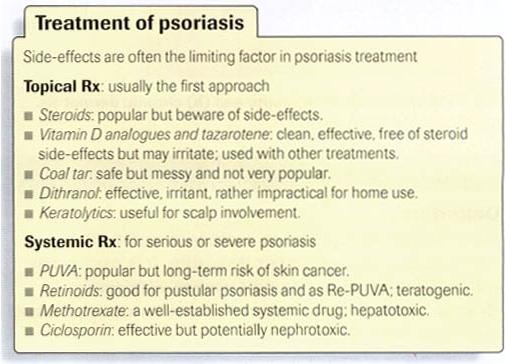 Treatment of psoriasis
Side-effects are often the limiting factor in psoriasis treatment
Topical Rx: usually the first approach
■ Steroids: popular but beware of side-effects.
■ Vitamin D analogues and tazarotene: clean, effective, free of steroid
side-effects but may irritate; used with other treatments.
■ Coal tar: safe but messy and not very popular.
■ Dithranol: effective, irritant, rather impractical for home use.
■ Keratolytics: useful for scalp involvement.
Systemic Rx: for serious or severe psoriasis
■ PUVA: popular but long-term risk of skin cancer.
■ Retinoids: good for pustular psoriasis and as Re-PUVA; teratogenic.
■ Methotrexate: a well-established systemic drug; hepatotoxic.
■ Ciclosporin: effective but potentially nephrotoxic.